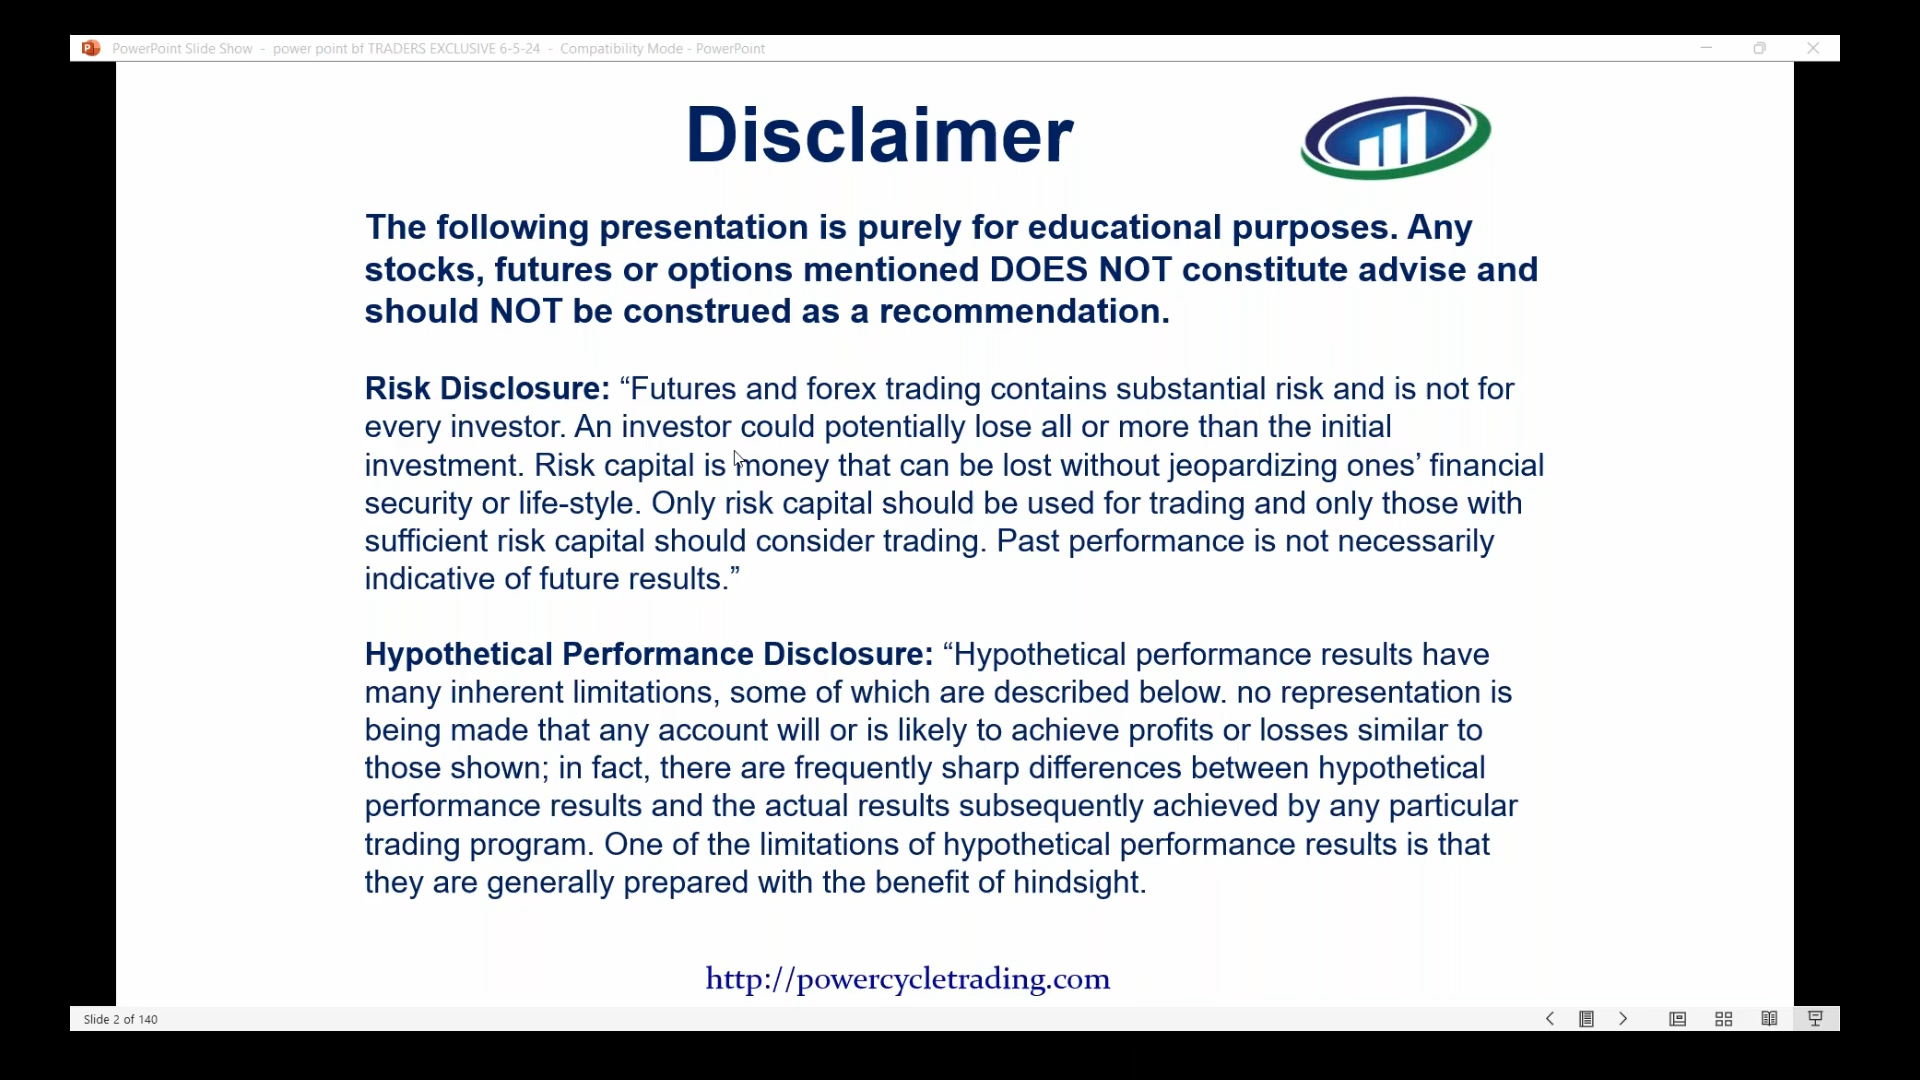 PowerPoint Slide Show - power point bf TRADERS EXCLUSIVE 6-5-24 - Compatibility Mode - PowerPoint
Disclaimer
The following presentation is purely for educational purposes. Any
stocks, futures or options mentioned DOES NOT constitute advise and
should NOT be construed as a recommendation.
Risk Disclosure: “Futures and forex trading contains substantial risk and is not for
every investor. An investor could potentially lose all or more than the initial
investment. Risk capital is money that can be lost without jeopardizing ones’ financial
security or life-style. Only risk capital should be used for trading and only those with
sufficient risk capital should consider trading. Past performance is not necessarily
indicative of future results.”
Hypothetical Performance Disclosure: “Hypothetical performance results have
many inherent limitations, some of which are described below. no representation is
being made that any account will or is likely to achieve profits or losses similar to
those shown; in fact, there are frequently sharp differences between hypothetical
performance results and the actual results subsequently achieved by any particular
trading program. One of the limitations of hypothetical performance results is that
they are generally prepared with the benefit of hindsight.
http://powercycletrading.com
Slide 2 of 140